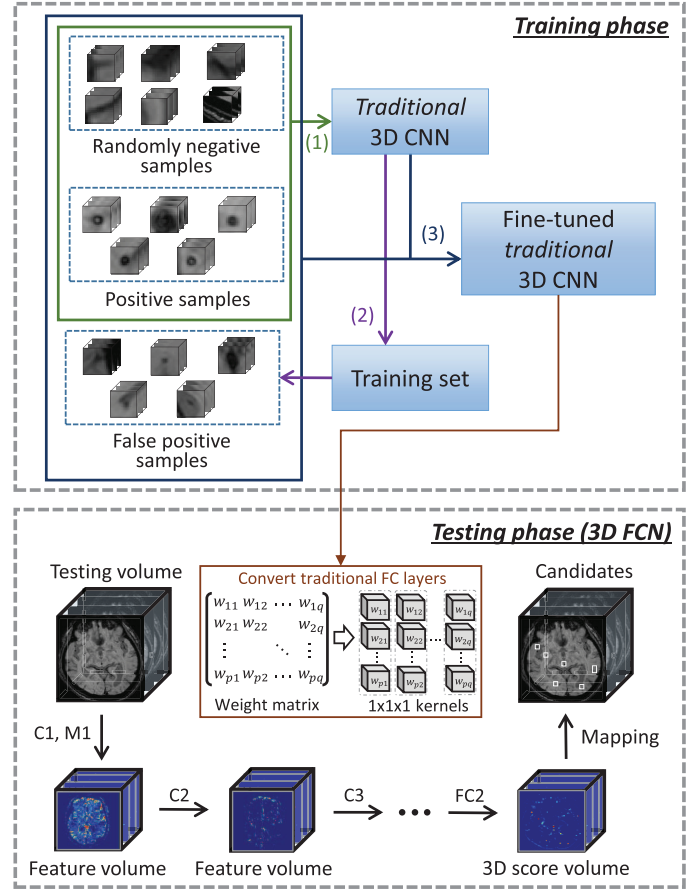 Training phase
Randomly negative
samples
(1)
Traditional
3D CNN
Positive samples
(3)
Fine-tuned
traditional
3D CNN
(2)
Training set
False positive
samples
Testing phase (3D FCN)
Testing volume
Convert traditional FC layers
Candidates
w11 w12 ⋯ w1q
w21 w22 w2q
⋮ ⋱ ⋮
wp1 wp2 ⋯ wpq
w11 w12 w1q
w21 w22 ⋯ w2q
⋮ ⋮ ⋮
wp1 wp2 wpq
Weight matrix
1x1x1 kernels
C1, M1
Mapping
C2
C3
•••
FC2
Feature volume
Feature volume
3D score volume